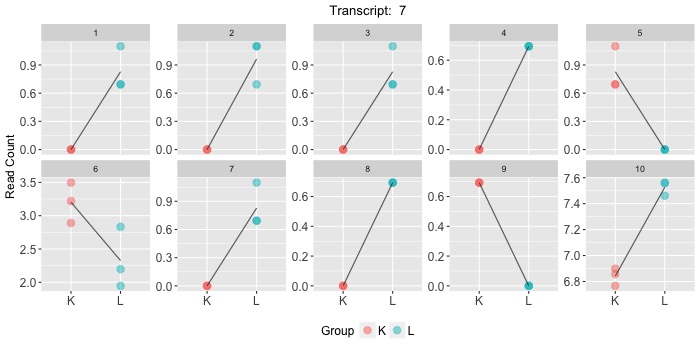 Transcript: 7
1 2 3 4 5
0.9 0.9 0.9 0.6 0.9
0.6 0.6 0.6 0.4 0.6
0.3 0.3 0.3 0.2 0.3
0.0 0.0 0.0 0.0 0.0
Read Count
6 7 8 9 10
3.5 0.9 0.6 0.6 7.6
3.0 0.6 0.4 0.4 7.4
2.5 0.3 0.2 0.2 7.2
2.0 0.0 0.0 0.0 7.0
6.8
K L K L K L K L K L
Group K L